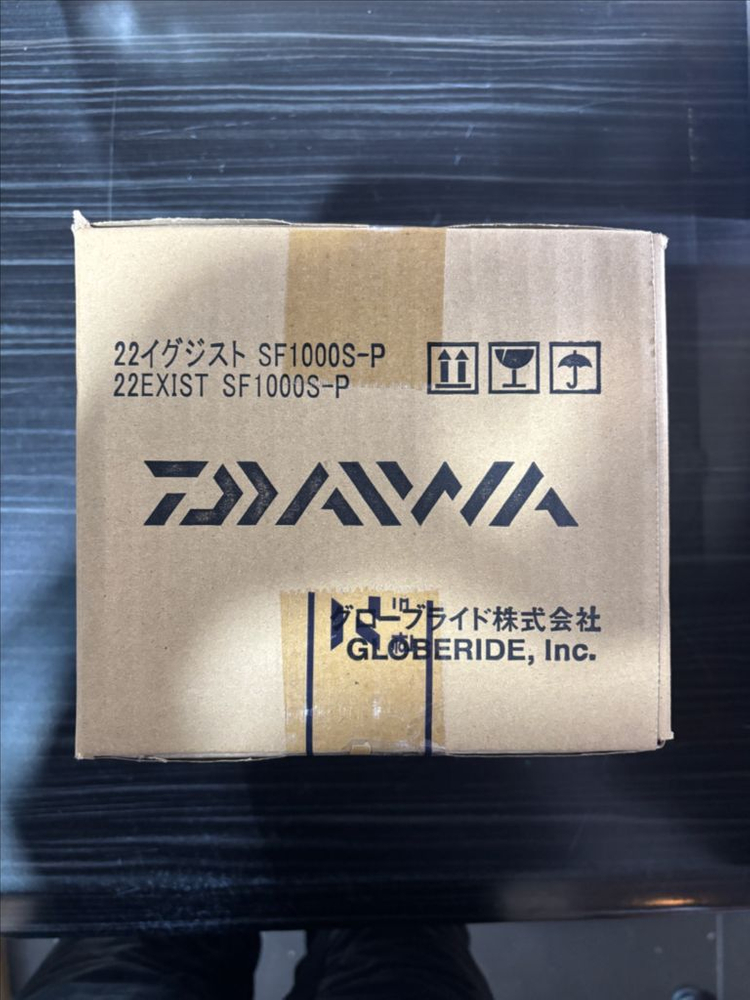 22イグジスト SF1000S-P
22EXIST SF1000S-P
DAIWA
グローブライド株式会社
GLOBERIDE, Inc.